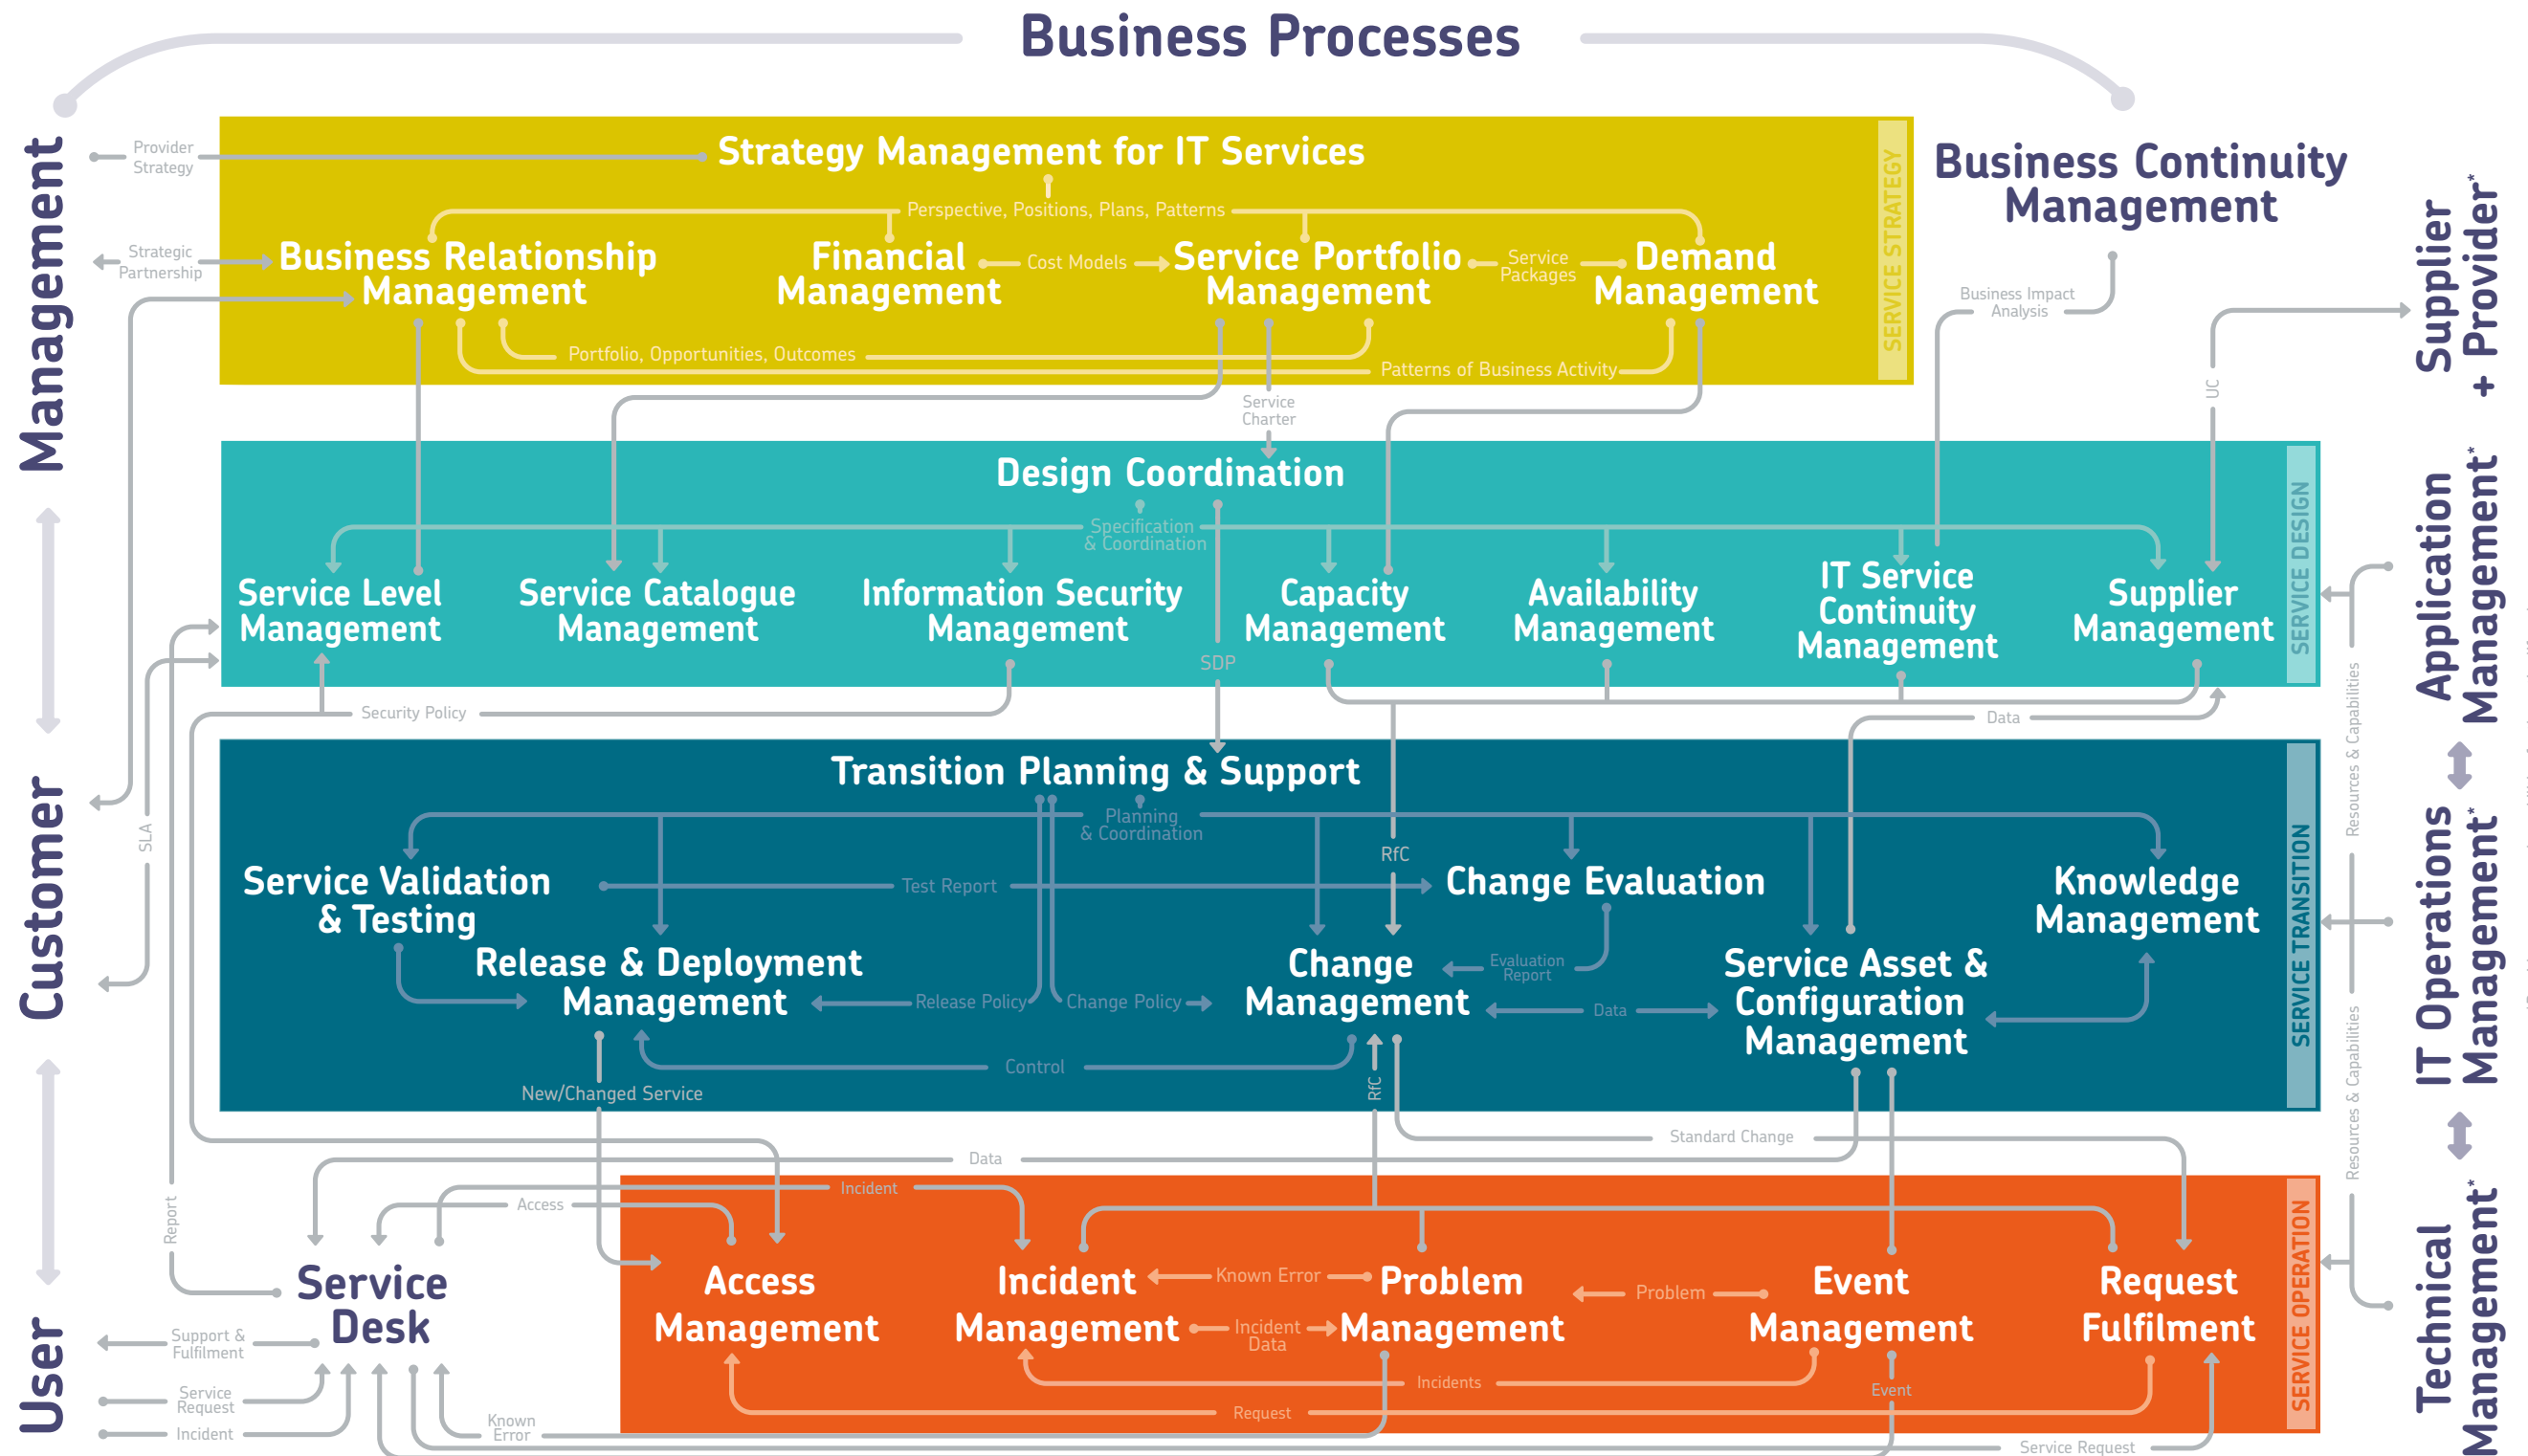 Business Processes
Management
Customer
User
Provider
Strategy
Strategic
Partnership
Strategy Management for IT Services
Perspective, Positions, Plans, Patterns
Business Relationship
Management
Financial
Management
Cost Models
Service Portfolio
Management
Service
Packages
Demand
Management
Portfolio, Opportunities, Outcomes
Patterns of Business Activity
SERVICE STRATEGY
Business Continuity
Management
Business Impact
Analysis
UC
Supplier
+ Provider*
Service
Charter
Design Coordination
Specification
& Coordination
Service Level
Management
Service Catalogue
Management
Information Security
Management
Capacity
Management
Availability
Management
IT Service
Continuity
Management
Supplier
Management
SERVICE DESIGN
SDP
Security Policy
Data
Application
Management*
Resources & Capabilities
SLA
Transition Planning & Support
Planning
& Coordination
RfC
Service Validation
& Testing
Test Report
Change Evaluation
Knowledge
Management
Release & Deployment
Management
Release Policy
Change Policy
Change
Management
Evaluation
Report
Data
Service Asset &
Configuration
Management
Control
New/Changed Service
RfC
SERVICE TRANSITION
IT Operations
Management*
Resources & Capabilities
Standard Change
Data
Incident
Access
Report
Service
Desk
Access
Management
Incident
Management
Known Error
Incident
Data
Problem
Management
Problem
Event
Management
Request
Fulfilment
SERVICE OPERATION
Technical
Management*
Support &
Fulfilment
Service
Request
Incident
Known
Error
Incidents
Request
Event
Service Request